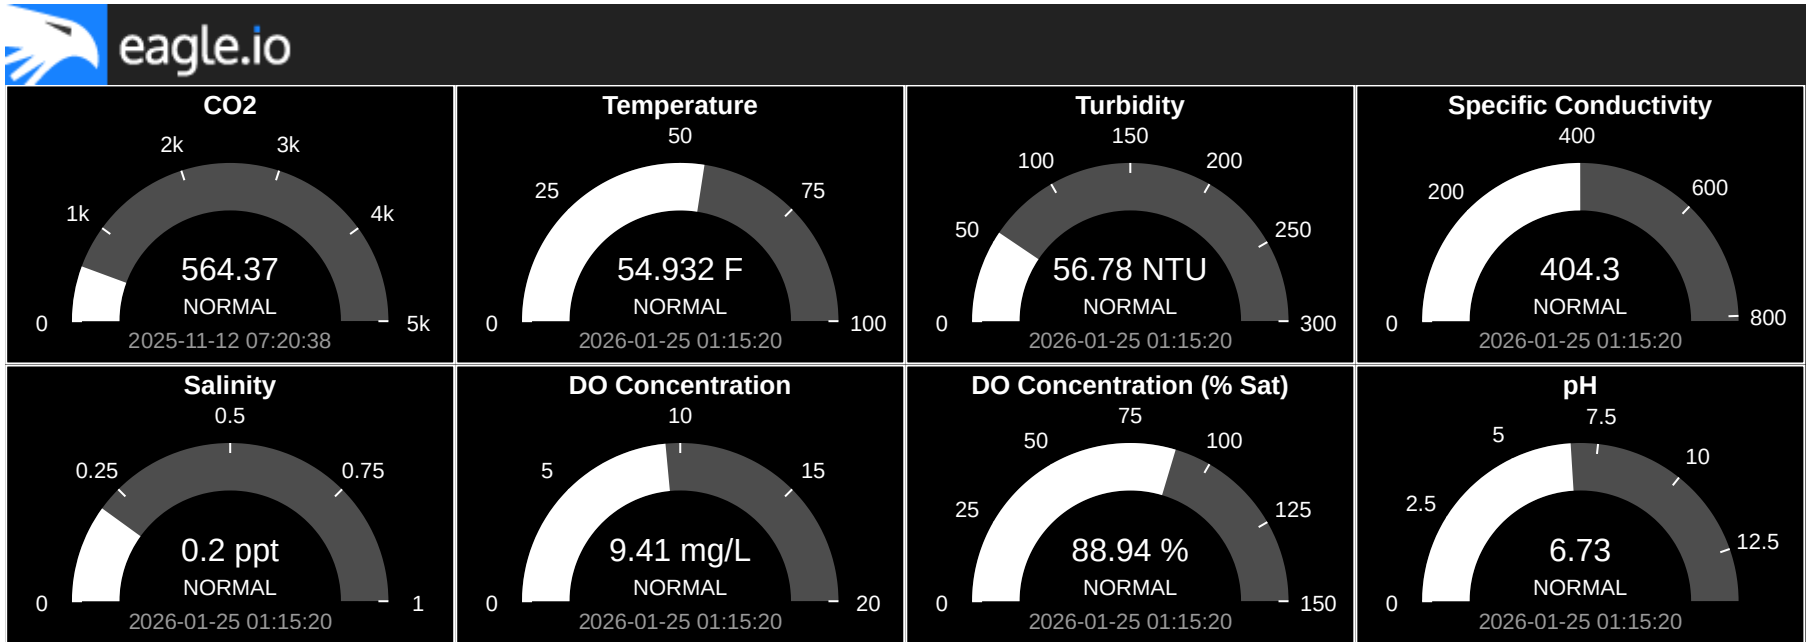 eagle.io
CO2
2k
3k
1k
4k
0
5k
564.37
NORMAL
2025-11-12 07:20:38
Temperature
50
25
75
0
100
54.932 F
NORMAL
2026-01-25 01:15:20
Turbidity
150
100
200
50
250
0
300
56.78 NTU
NORMAL
2026-01-25 01:15:20
Specific Conductivity
400
200
600
0
800
404.3
NORMAL
2026-01-25 01:15:20
Salinity
0.5
0.25
0.75
0
1
0.2 ppt
NORMAL
2026-01-25 01:15:20
DO Concentration
10
5
15
0
20
9.41 mg/L
NORMAL
2026-01-25 01:15:20
DO Concentration (% Sat)
75
50
100
25
125
0
150
88.94 %
NORMAL
2026-01-25 01:15:20
pH
7.5
5
10
2.5
12.5
0
6.73
NORMAL
2026-01-25 01:15:20